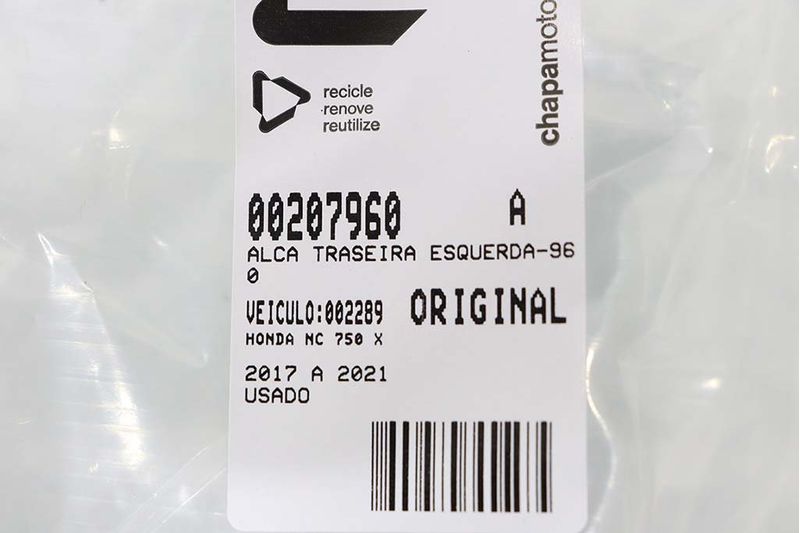 recicle
renove
reutilize
chapamoto
00207960 A
ALCA TRASEIRA ESQUERDA-96
0
VEICULO:002289 ORIGINAL
HONDA NC 750 X
2017 A 2021
USADO